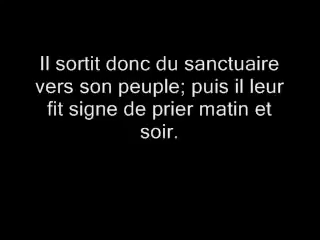 Il sortit donc du sanctuaire
vers son peuple; puis il leur
fit signe de prier matin et
soir.